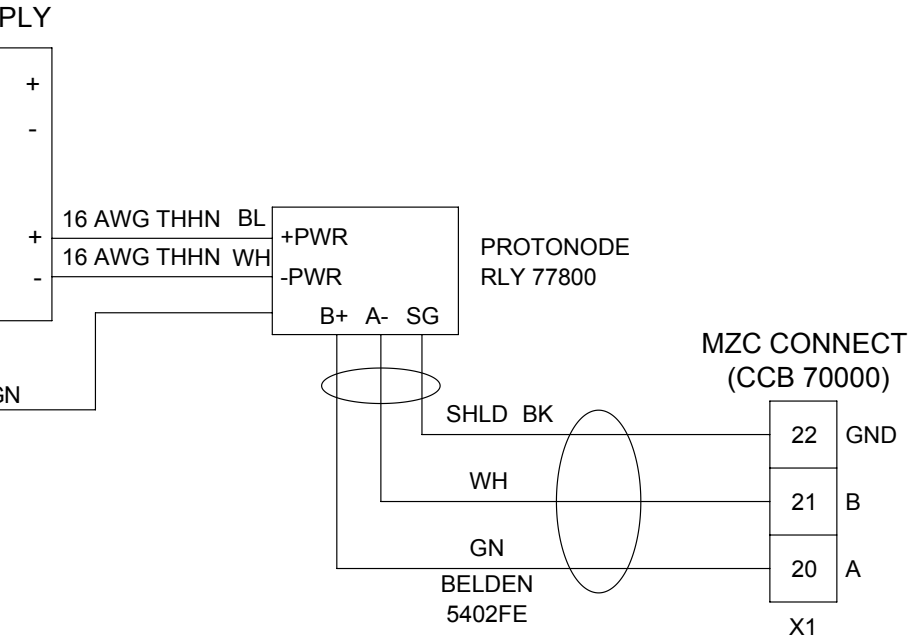 PLY
+
-
+
-
16 AWG THHN BL
16 AWG THHN WH
+PWR
-PWR
B+ A- SG
PROTONODE
RLY 77800
GN
MZC CONNECT
(CCB 70000)
SHLD BK
22 GND
WH
21 B
GN
20 A
BELDEN
5402FE
X1